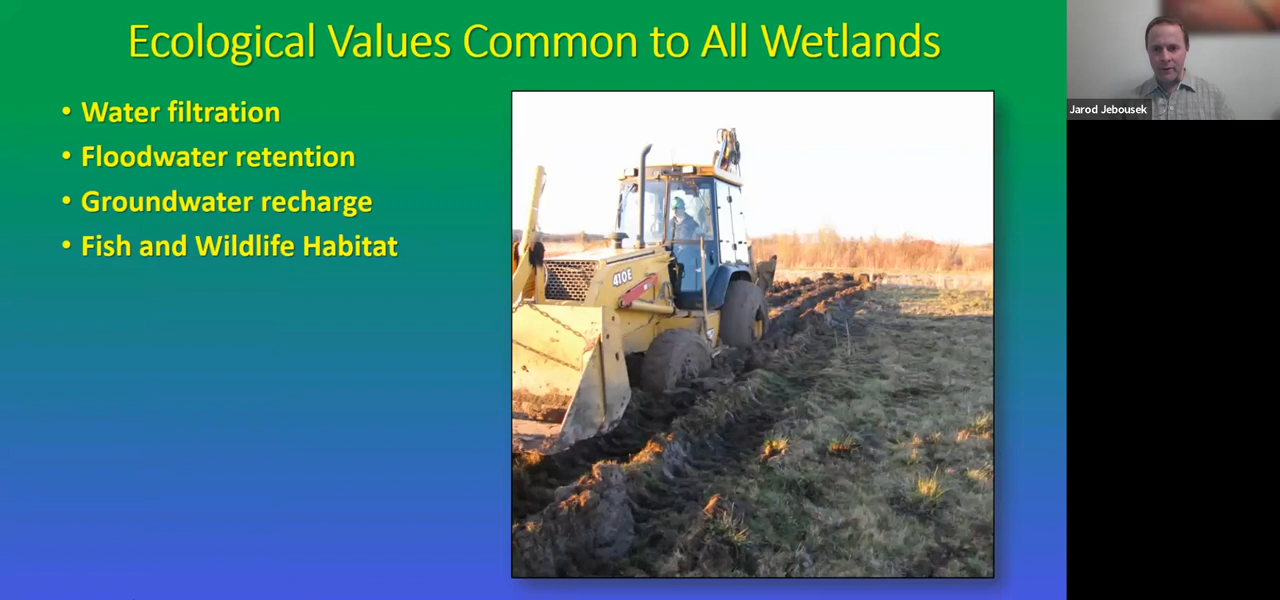 Ecological Values Common to All Wetlands
• Water filtration
• Floodwater retention
• Groundwater recharge
• Fish and Wildlife Habitat
410E
Jarod Jebousek